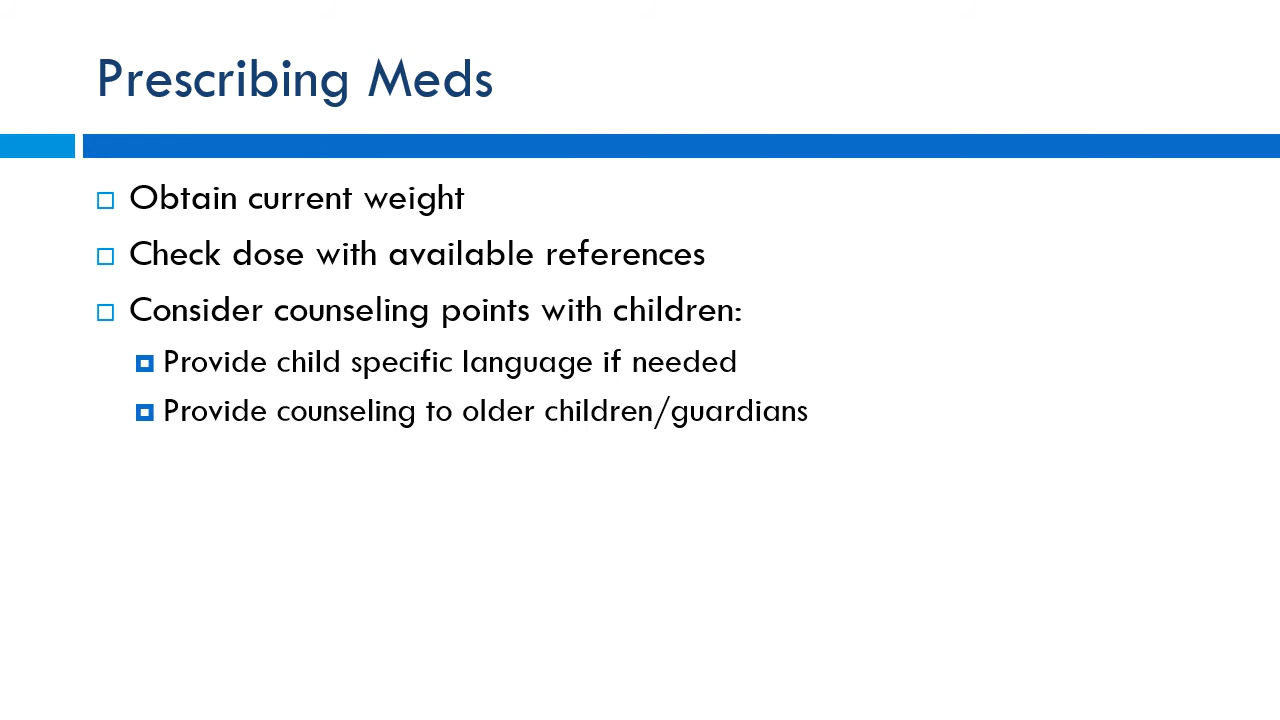 Prescribing Meds
Obtain current weight
Check dose with available references
Consider counseling points with children:
Provide child specific language if needed
Provide counseling to older children/guardians